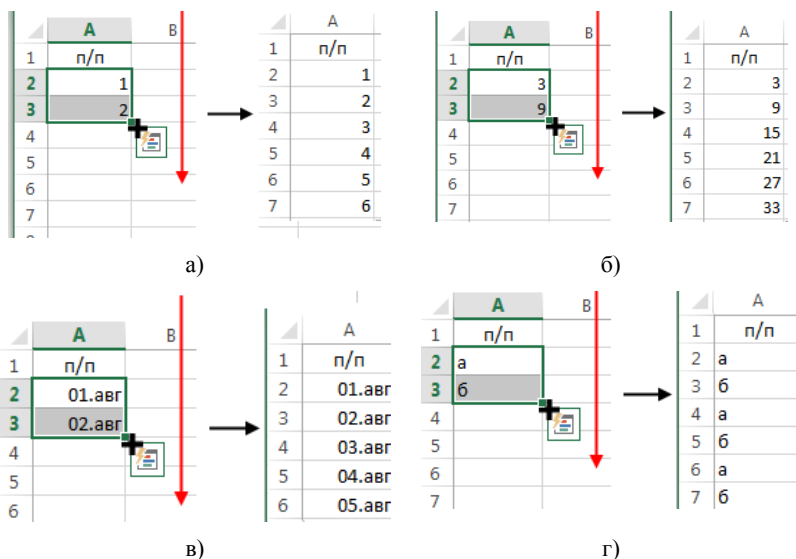 A B
1 п/п
2 1
3 2
4
5
6
7
A
1 п/п
2 1
3 2
4 3
5 4
6 5
7 6
а)
A B
1 п/п
2 3
3 9
4
5
6
7
A
1 п/п
2 3
3 9
4 15
5 21
6 27
7 33
б)
A B
1 п/п
2 01.авг
3 02.авг
4
5
6
A
1 п/п
2 01.авг
3 02.авг
4 03.авг
5 04.авг
6 05.авг
в)
A B
1 п/п
2 а
3 б
4
5
6
7
A
1 п/п
2 а
3 б
4 а
5 б
6 а
7 б
г)